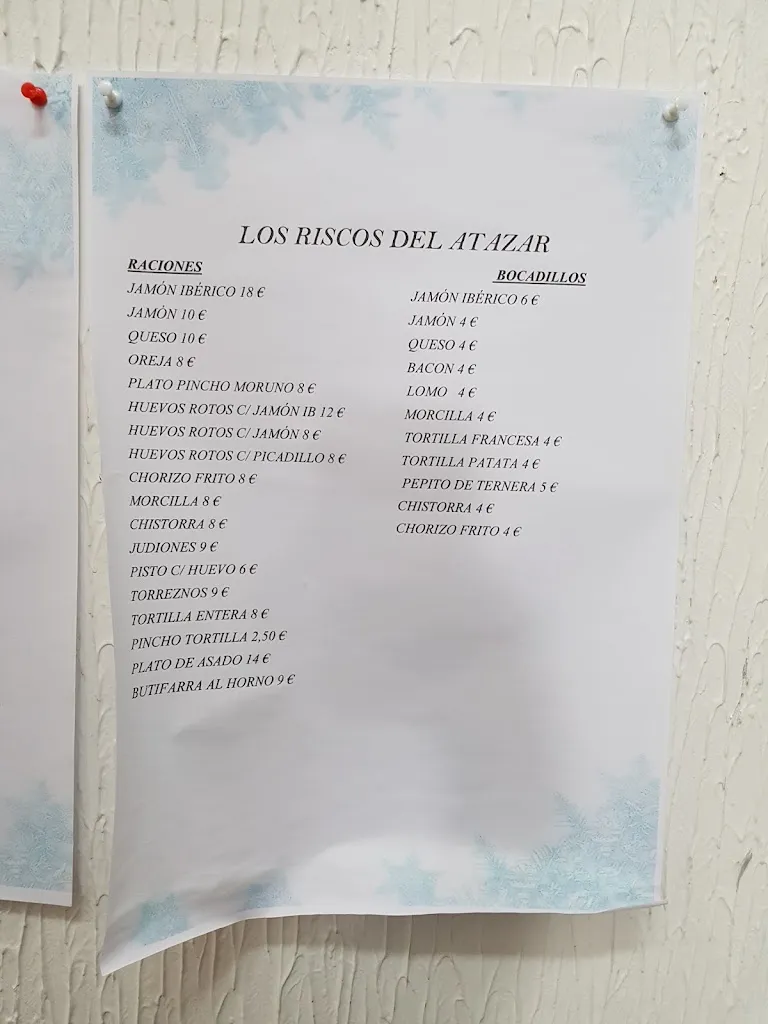 LOS RISCOS DEL ATAZAR
RACIONES
JAMÓN IBÉRICO 18 €
JAMÓN 10 €
QUESO 10 €
OREJA 8 €
PLATO PINCHO MORUNO 8 €
HUEVOS ROTOS C/ JAMÓN IB 12 €
HUEVOS ROTOS C/ JAMÓN 8 €
HUEVOS ROTOS C/ PICADILLO 8 €
CHORIZO FRITO 8 €
MORCILLA 8 €
CHISTORRA 8 €
JUDIONES 9 €
PISTO C/ HUEVO 6 €
TORREZNOS 9 €
TORTILLA ENTERA 8 €
PINCHO TORTILLA 2,50 €
PLATO DE ASADO 14 €
BUTIFARRA AL HORNO 9 €
BOCADILLOS
JAMÓN IBÉRICO 6 €
JAMÓN 4 €
QUESO 4 €
BACON 4 €
LOMO 4 €
MORCILLA 4 €
TORTILLA FRANCESA 4 €
TORTILLA PATATA 4 €
PEPITO DE TERNERA 5 €
CHISTORRA 4 €
CHORIZO FRITO 4 €